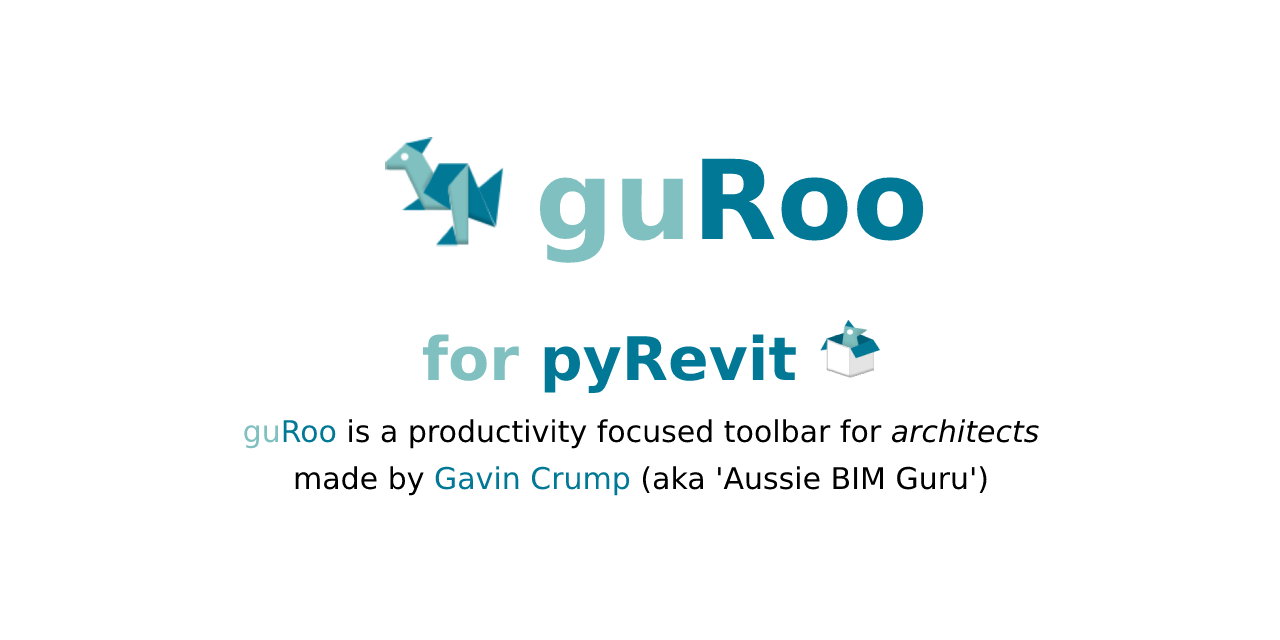 guRoo
for pyRevit
guRoo is a productivity focused toolbar for architects
made by Gavin Crump (aka 'Aussie BIM Guru')